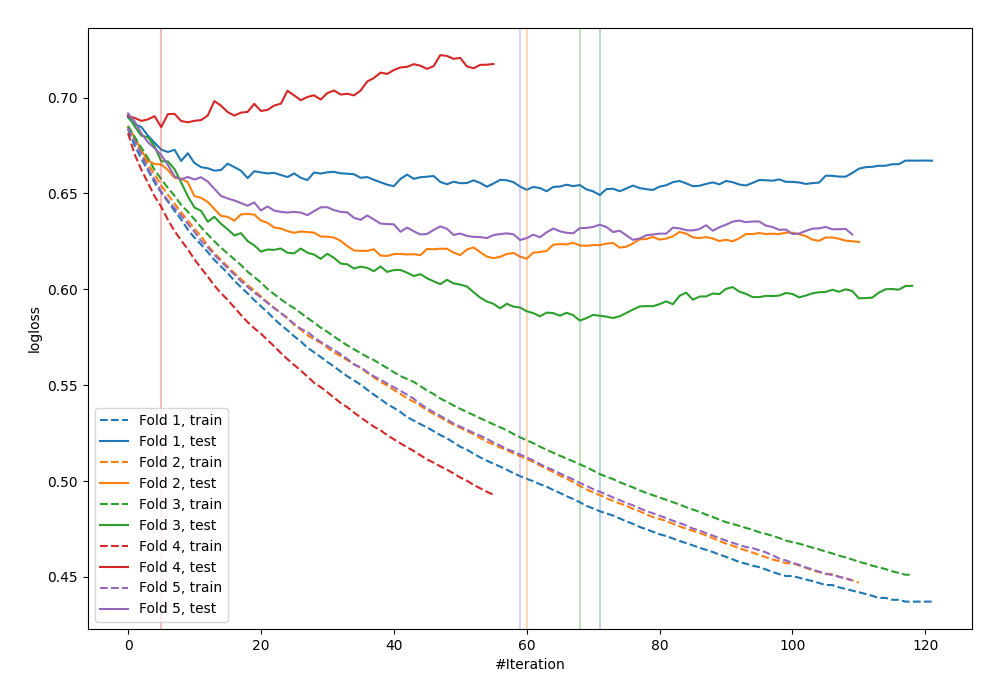 0.70
0.65
0.60
0.55
0.50
0.45
logloss
Fold 1, train
Fold 1, test
Fold 2, train
Fold 2, test
Fold 3, train
Fold 3, test
Fold 4, train
Fold 4, test
Fold 5, train
Fold 5, test
0 20 40 60 80 100 120
#Iteration